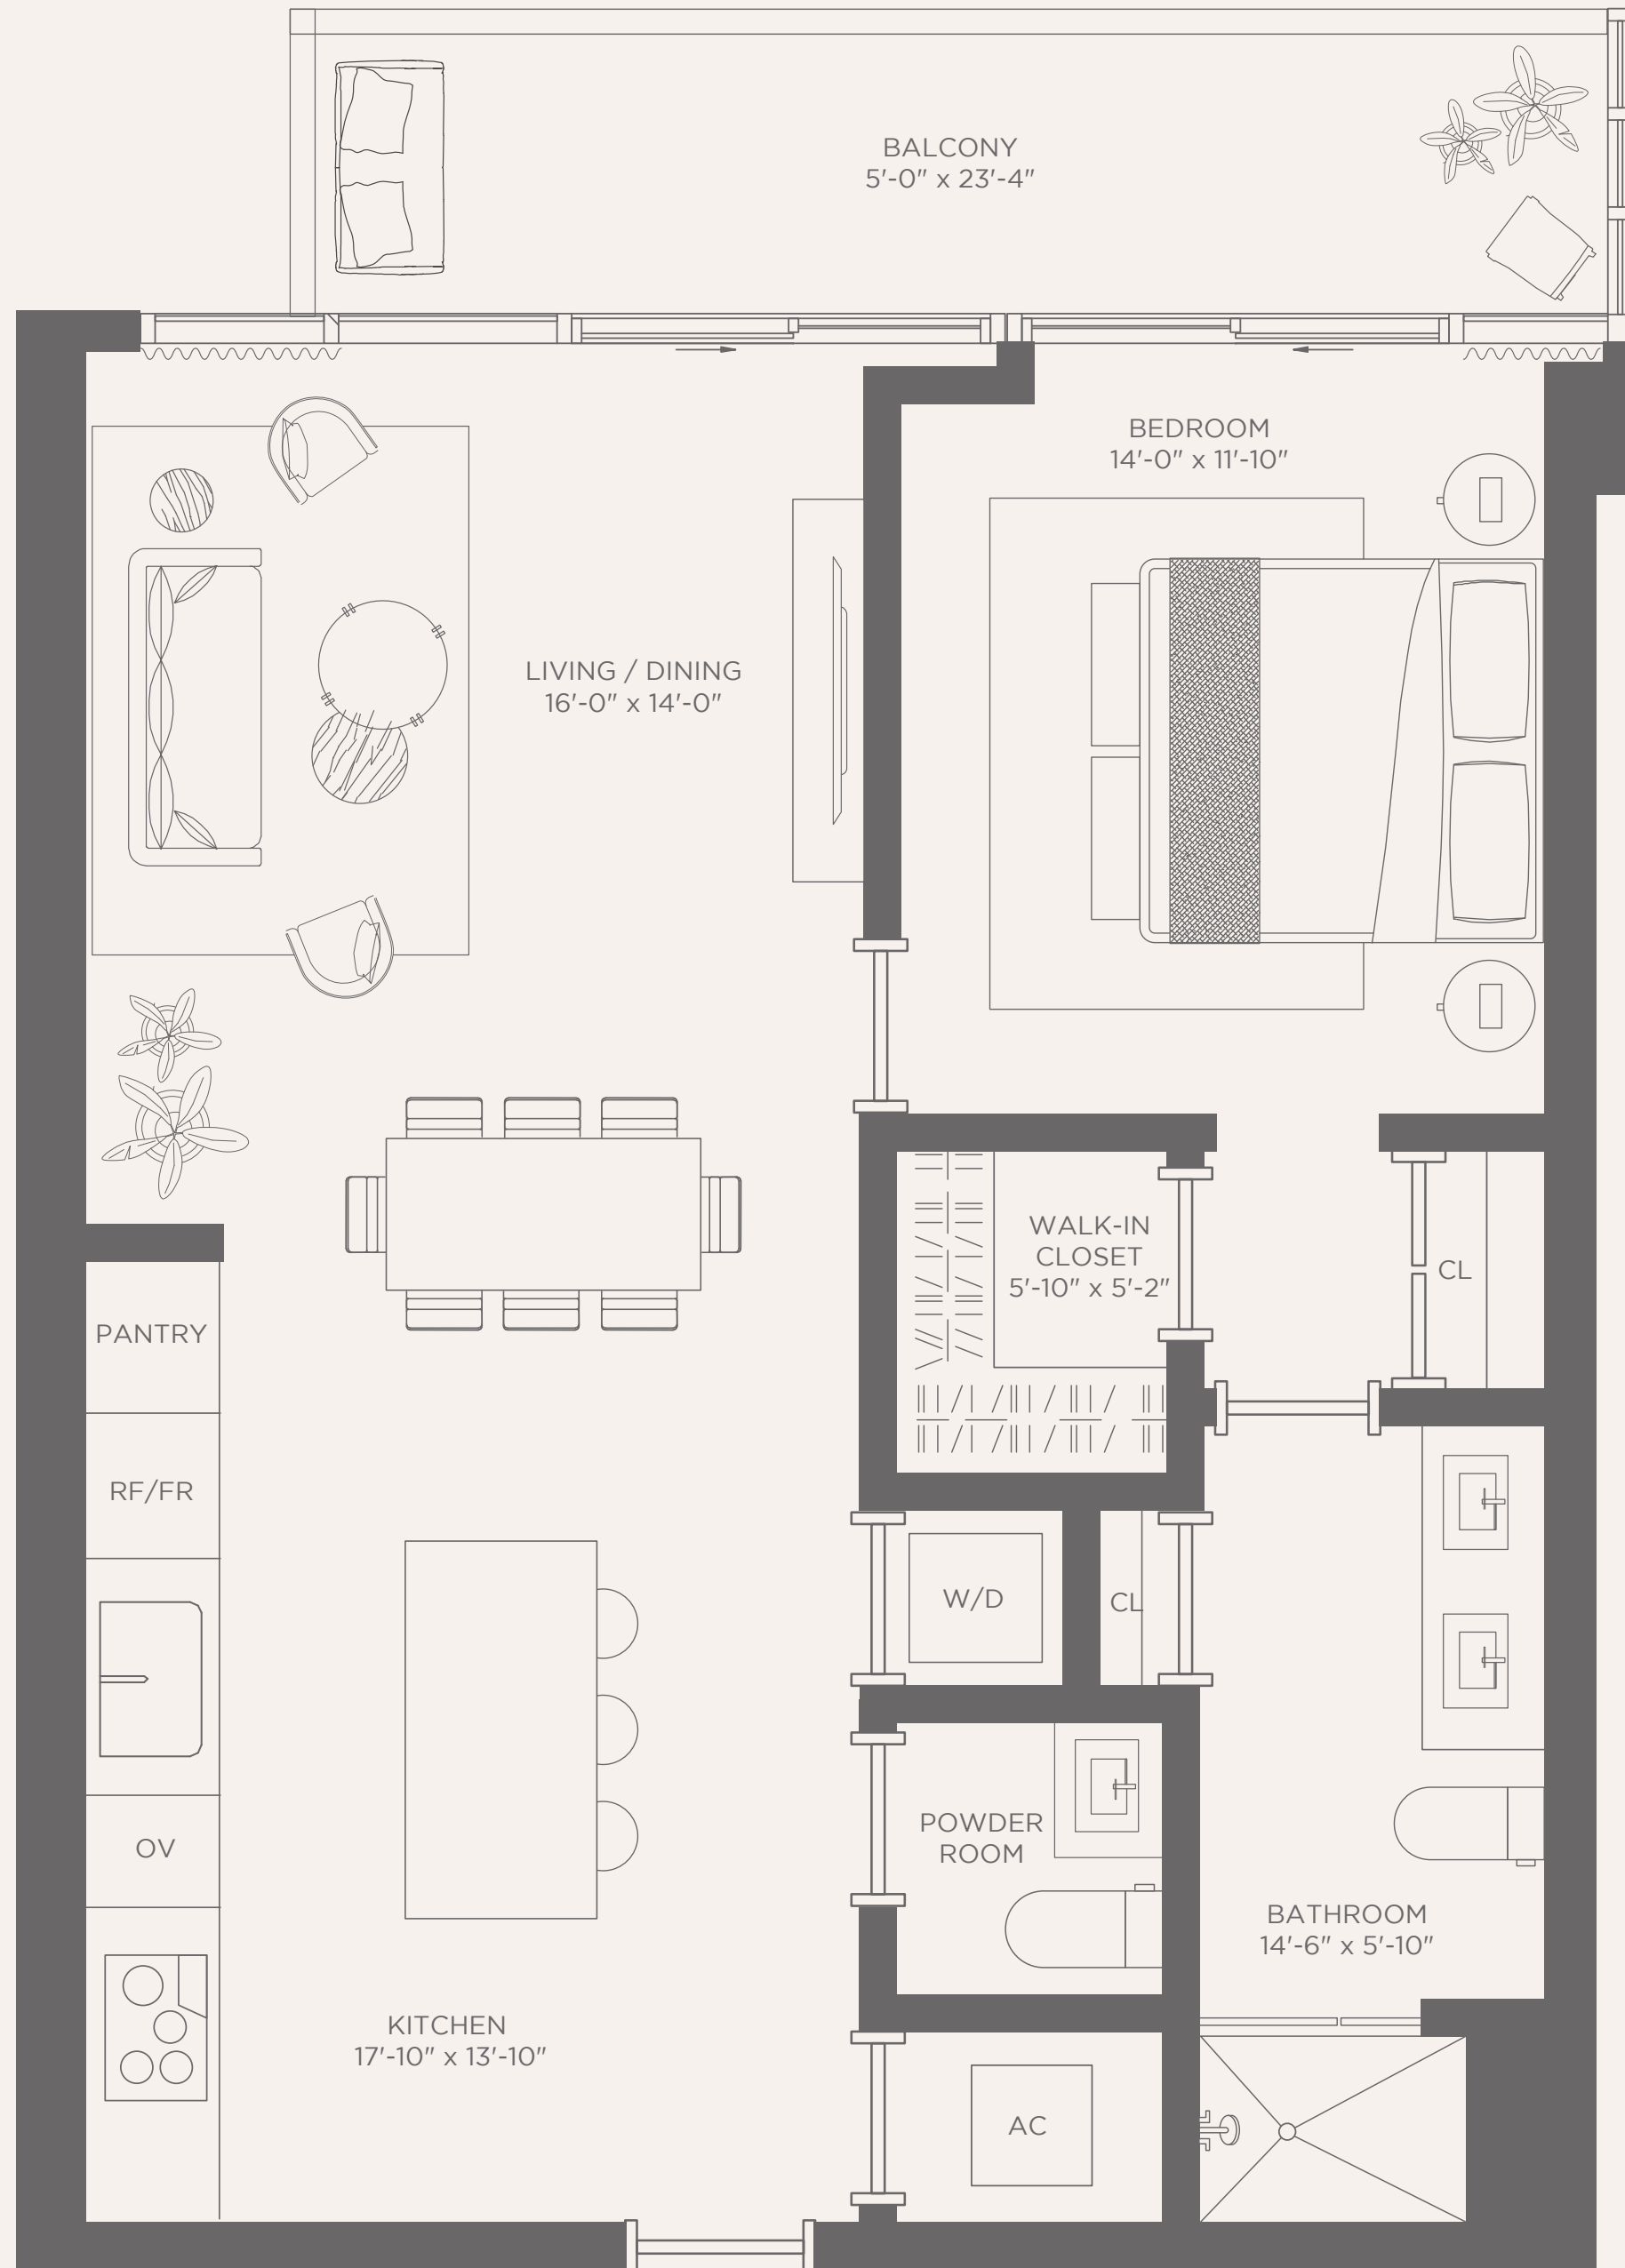 BALCONY
5'-0" x 23'-4"
BEDROOM
14'-0" x 11'-10"
LIVING / DINING
16'-0" x 14'-0"
WALK-IN
CLOSET
5'-10" x 5'-2"
CL
PANTRY
RF/FR
W/D
CL
OV
POWDER
ROOM
BATHROOM
14'-6" x 5'-10"
KITCHEN
17'-10" x 13'-10"
AC